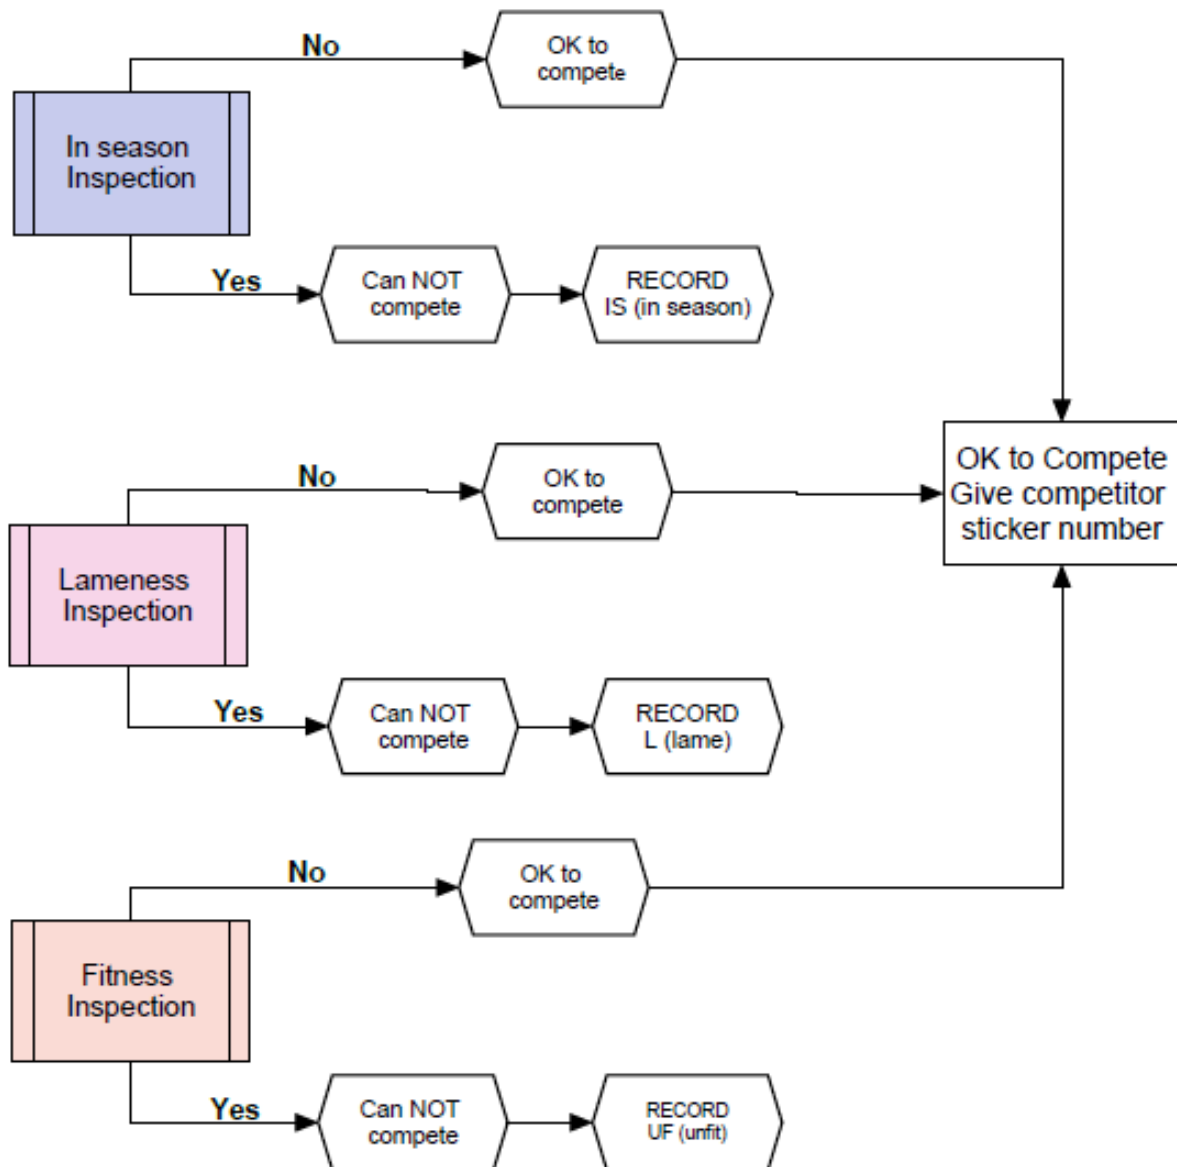 No
OK to
compete
In season
Inspection
Yes
Can NOT
compete
RECORD
IS (in season)
No
OK to
compete
OK to Compete
Give competitor
sticker number
Lameness
Inspection
Yes
Can NOT
compete
RECORD
L (lame)
No
OK to
compete
Fitness
Inspection
Yes
Can NOT
compete
RECORD
UF (unfit)